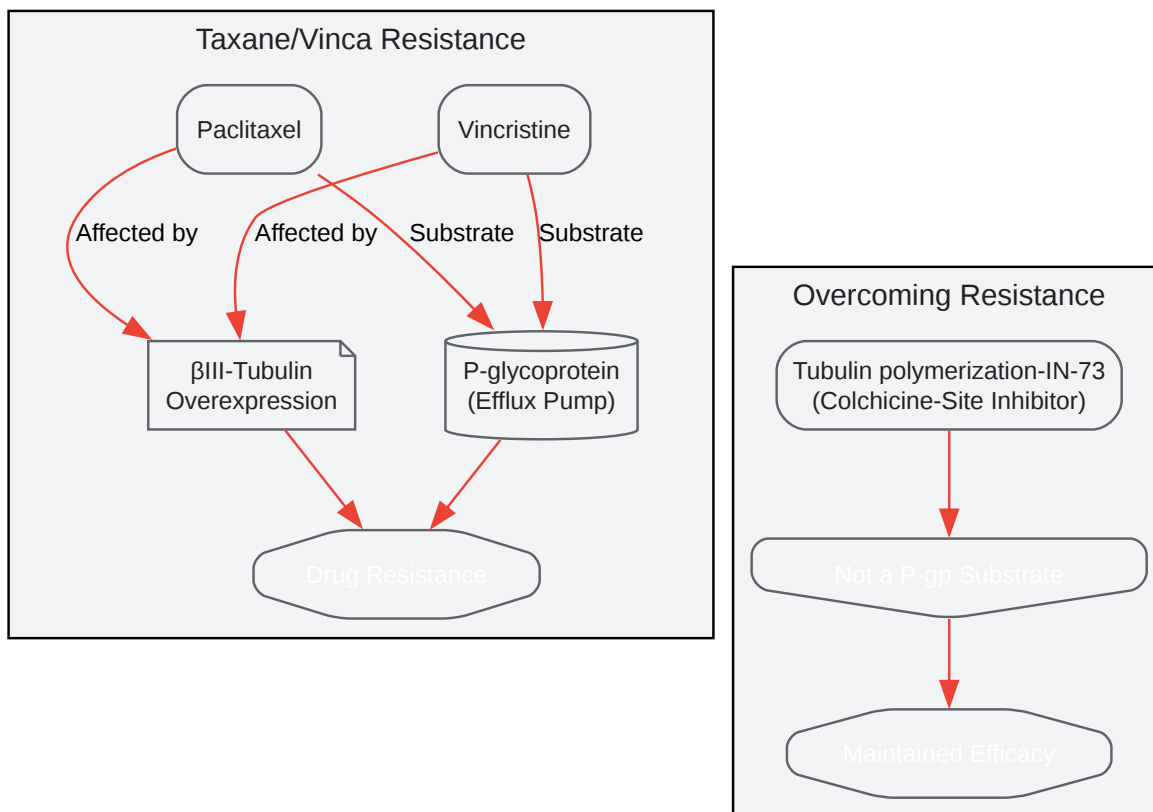 Taxane/Vinca Resistance
Paclitaxel
Vincristine
Affected by
Affected by
Substrate
Substrate
βIII-Tubulin
Overexpression
P-glycoprotein
(Efflux Pump)
Drug Resistance
Overcoming Resistance
Tubulin polymerization-IN-73
(Colchicine-Site Inhibitor)
Not a P-gp Substrate
Maintained Efficacy